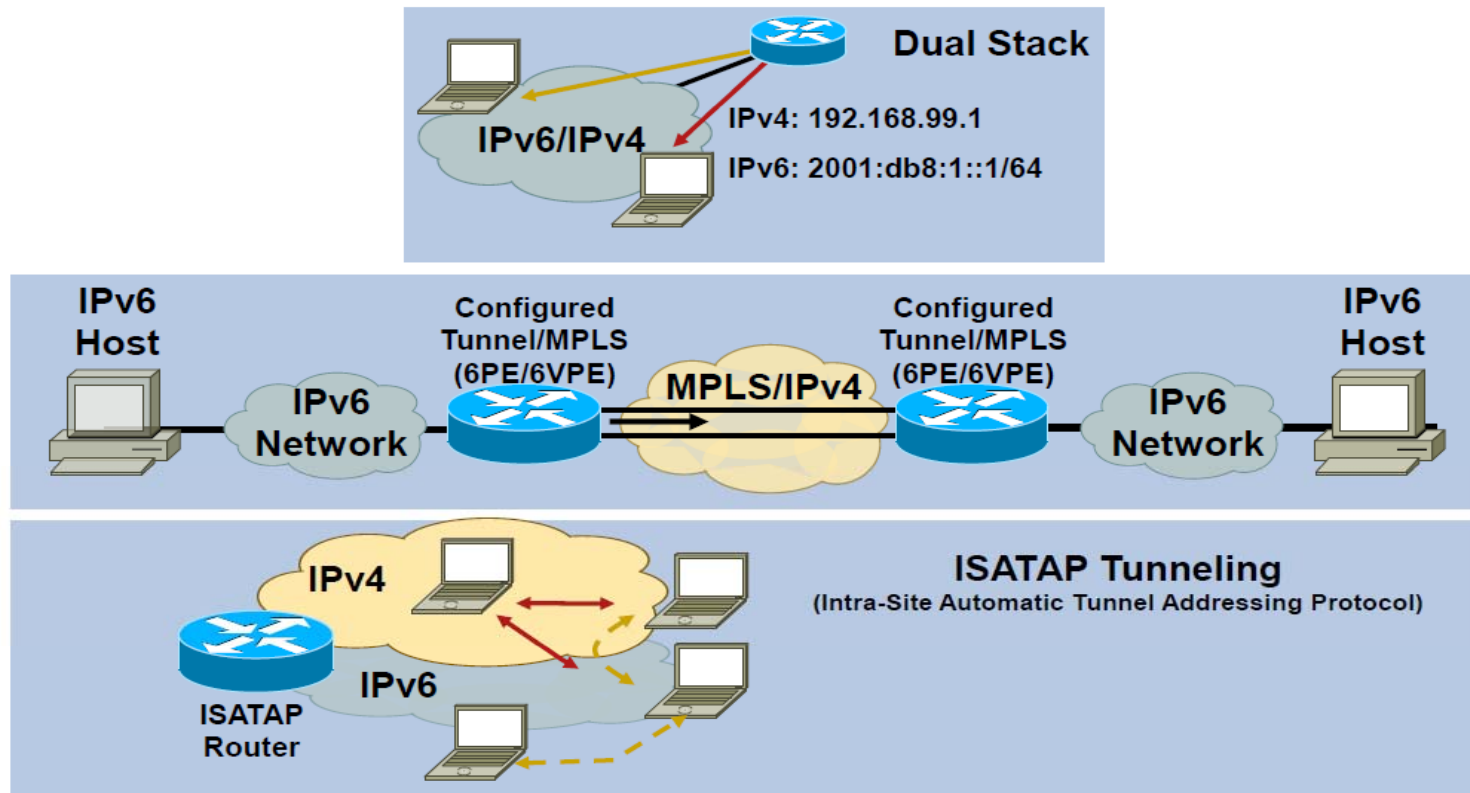 Dual Stack
IPv6/IPv4
IPv4: 192.168.99.1
IPv6: 2001:db8:1::1/64
IPv6
Host
Configured
Tunnel/MPLS
(6PE/6VPE)
Configured
Tunnel/MPLS
(6PE/6VPE)
IPv6
Host
IPv6
Network
MPLS/IPv4
IPv6
Network
IPv4
ISATAP Tunneling
(Intra-Site Automatic Tunnel Addressing Protocol)
IPv6
ISATAP
Router